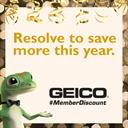 Resolve to save
more this year.
GEICO
#MemberDiscount